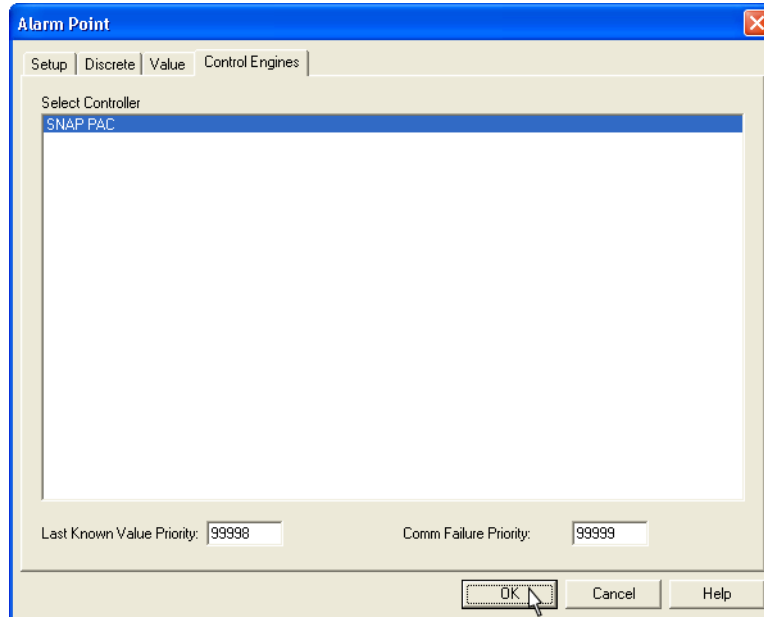 Alarm Point
Setup Discrete Value Control Engines
Select Controller
SNAP PAC
Last Known Value Priority: 99998 Comm Failure Priority: 99999
OK Cancel Help